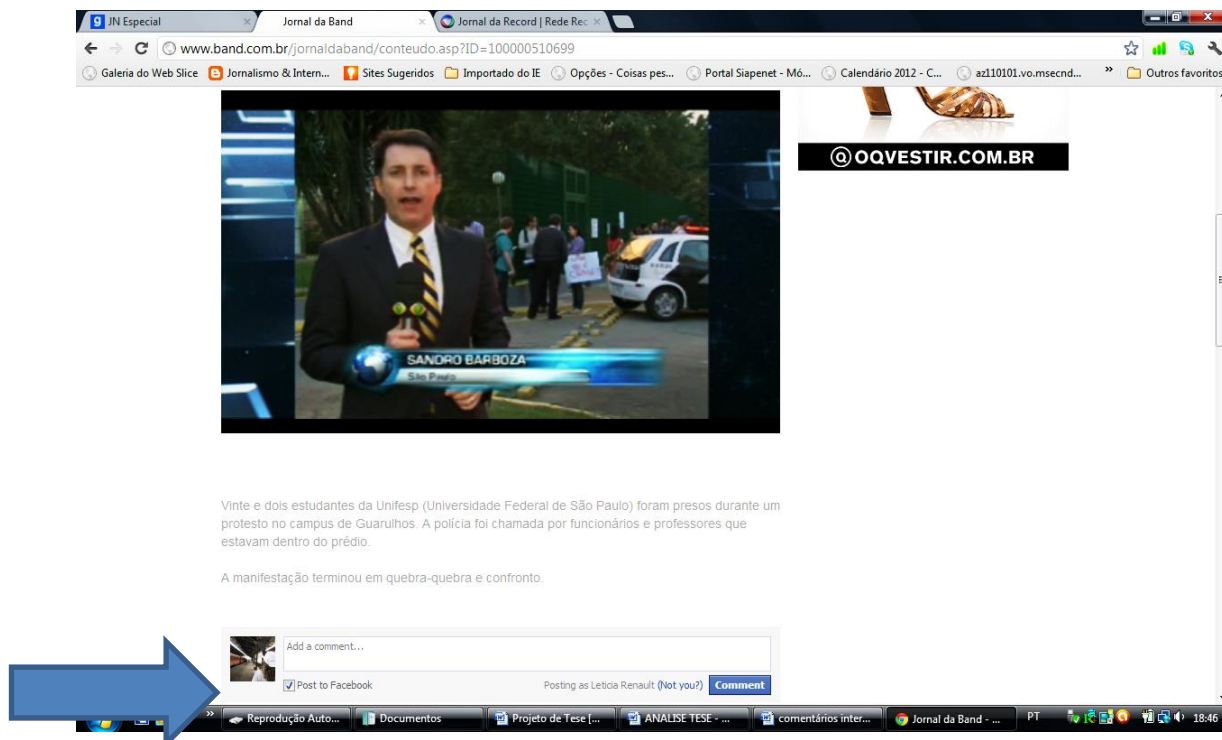 JN Especial
Jornal da Band
Jornal da Record | Rede Rec
www.band.com.br/jornaldaband/conteudo.asp?ID=100000510699
Galeria do Web Slice
Jornalismo & Intern...
Sites Sugeridos
Importado do IE
Opções - Coisas pes...
Portal Siapenet - Mó...
Calendário 2012 - C...
az110101.vo.msecnd...
»
Outros favoritos
@OQVESTIR.COM.BR
SANDRO BARBOZA
São Paulo
Vinte e dois estudantes da Unifesp (Universidade Federal de São Paulo) foram presos durante um
protesto no campus de Guarulhos. A polícia foi chamada por funcionários e professores que
estavam dentro do prédio.
A manifestação terminou em quebra-quebra e confronto.
Add a comment...
Post to Facebook
Posting as Leticia Renault (Not you?)
Comment
»
Reprodução Auto...
Documentos
Projeto de Tese [...
ANALISE TESE - ...
comentários inter...
Jornal da Band - ...
PT
18:46